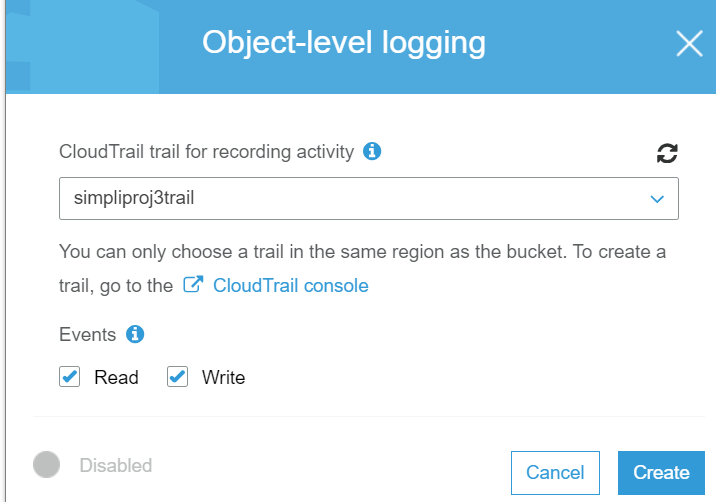 Object-level logging
CloudTrail trail for recording activity
simpliproj3trail
You can only choose a trail in the same region as the bucket. To create a
trail, go to the CloudTrail console
Events
Read Write
Disabled Cancel Create